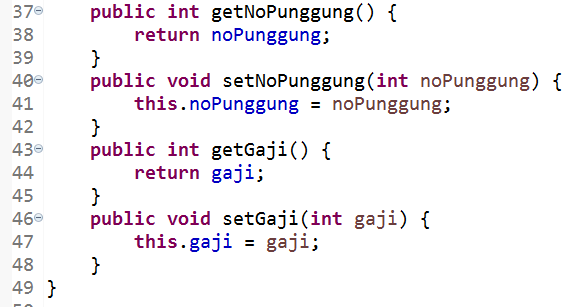 37 public int getNoPunggung() {
38 return noPunggung;
39 }
40 public void setNoPunggung(int noPunggung) {
41 this.noPunggung = noPunggung;
42 }
43 public int getGaji() {
44 return gaji;
45 }
46 public void setGaji(int gaji) {
47 this.gaji = gaji;
48 }
49 }